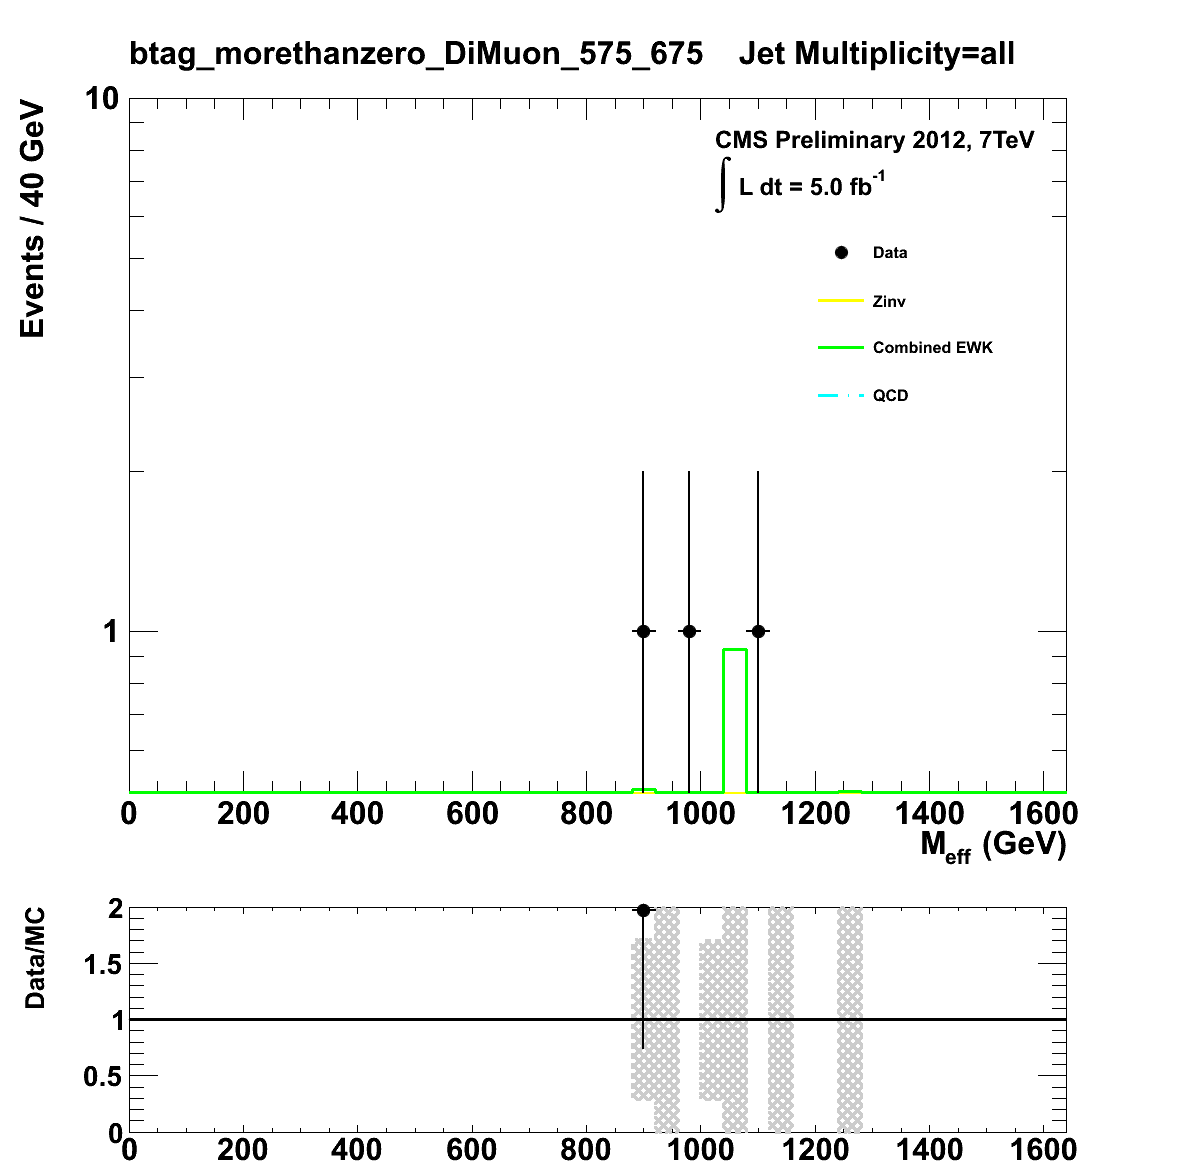 btag_morethanzero_DiMuon_575_675 Jet Multiplicity=all
Events / 40 GeV
10
1
CMS Preliminary 2012, 7TeV
∫ L dt = 5.0 fb-1
Data
Zinv
Combined EWK
QCD
0 200 400 600 800 1000 1200 1400 1600
Meff (GeV)
Data/MC
2
1.5
1
0.5
0
0 200 400 600 800 1000 1200 1400 1600